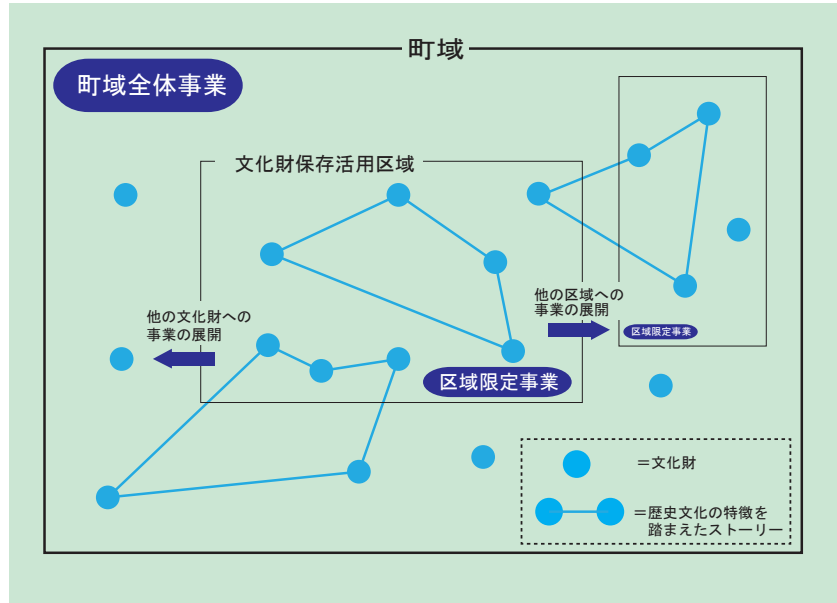 町域
町域全体事業
文化財保存活用区域
他の区域への
事業の展開
他の文化財への
事業の展開
区域限定事業
区域限定事業
＝文化財
＝歴史文化の特徴を
踏まえたストーリー